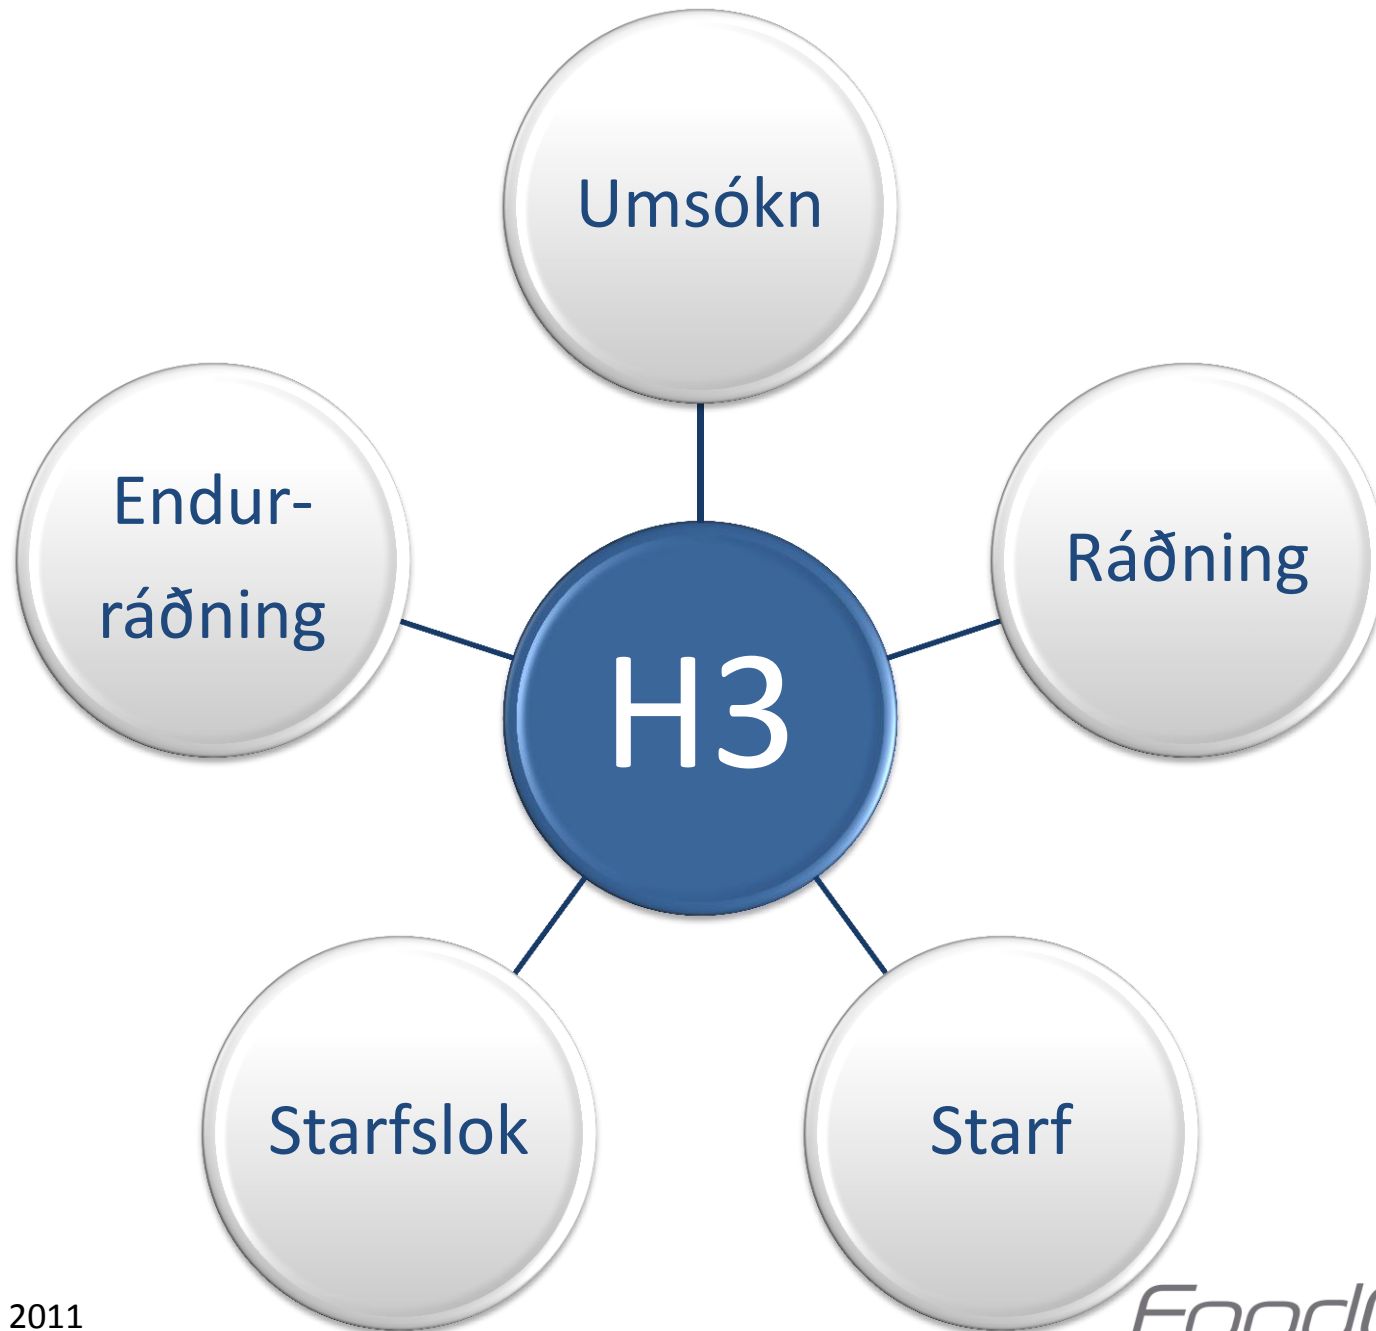 Umsókn
Endur-
ráðning
Ráðning
H3
Starfslok
Starf
2011